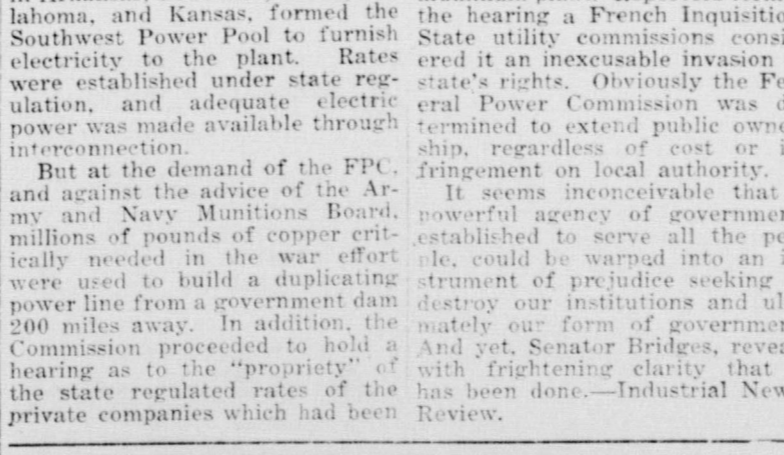 lahoma, and Kansas, formed the
Southwest Power Pool to furnish
electricity to the plant. Rates
were established under state reg-
ulation, and adequate electric
power was made available through
interconnection.
But at the demand of the FPC,
and against the advice of the Ar-
my and Navy Munitions Board,
millions of pounds of copper crit-
ically needed in the war effort
were used to build a duplicating
power line from a government dam
200 miles away. In addition, the
Commission proceeded to hold a
hearing as to the "propriety" of
the state regulated rates of the
private companies which had been
the hearing a French Inquisitio
State utility commissions consi
ered it an inexcusable invasion
state's rights. Obviously the Fe
eral Power Commission was d
termined to extend public owne
ship, regardless of cost or i
fringement on local authority.
It seems inconceivable that
powerful agency of governmen
established to serve all the pe
ple, could be warped into an i
strument of prejudice seeking
destroy our institutions and ul
mately our form of governmen
And yet, Senator Bridges, revea
with frightening clarity that
has been done.—Industrial New
Review.